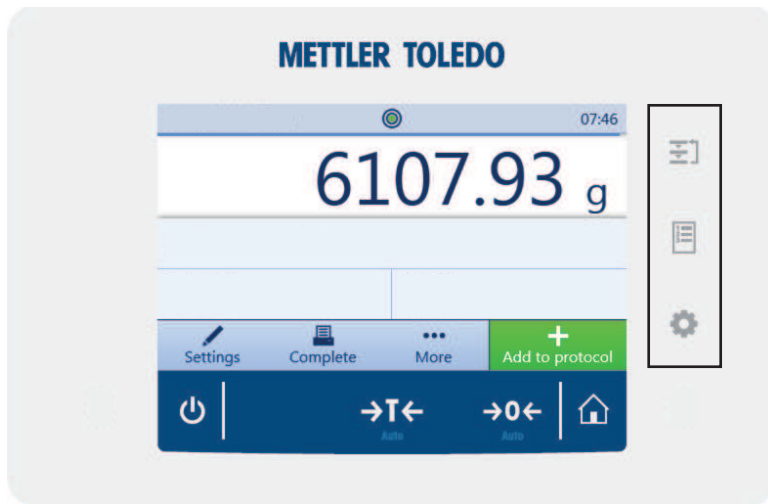 METTLER TOLEDO
07:46
6107.93 g
Settings Complete More Add to protocol
→T← →0←
Auto Auto